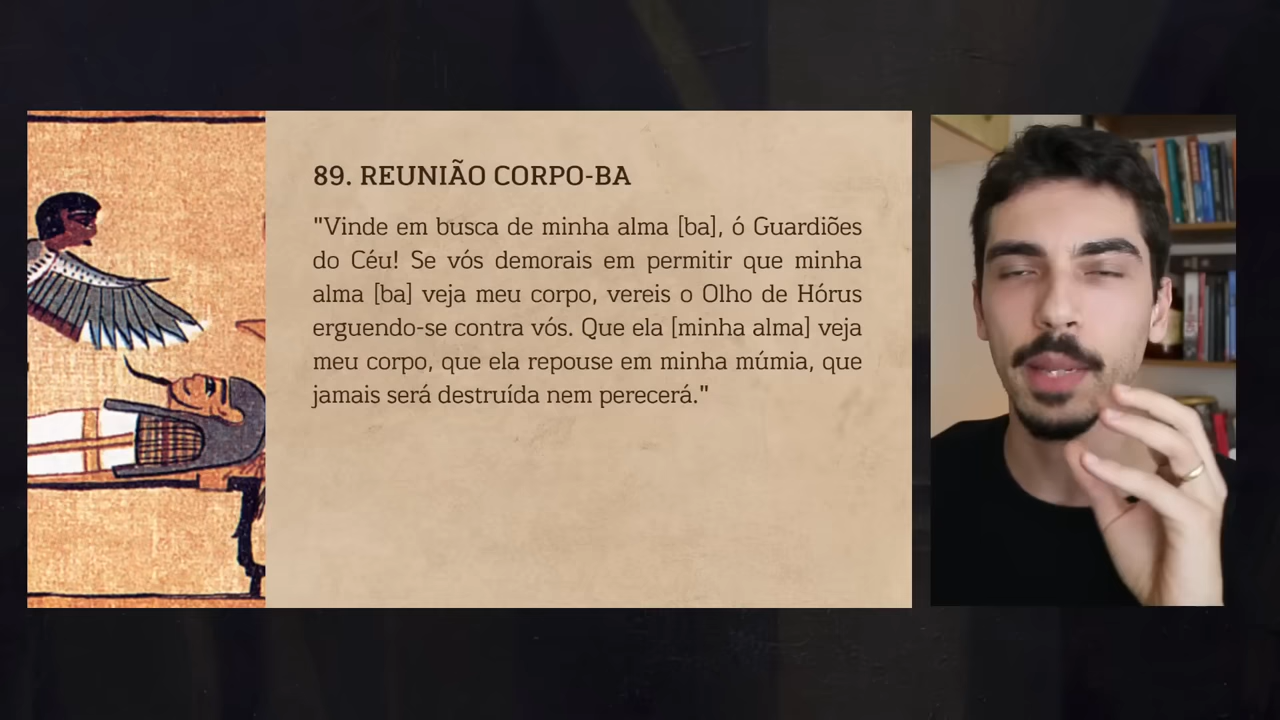 89. REUNIÃO CORPO-BA
"Vinde em busca de minha alma [ba], ó Guardiões
do Céu! Se vós demorais em permitir que minha
alma [ba] veja meu corpo, vereis o Olho de Hórus
erguendo-se contra vós. Que ela [minha alma] veja
meu corpo, que ela repouse em minha múmia, que
jamais será destruída nem perecerá."